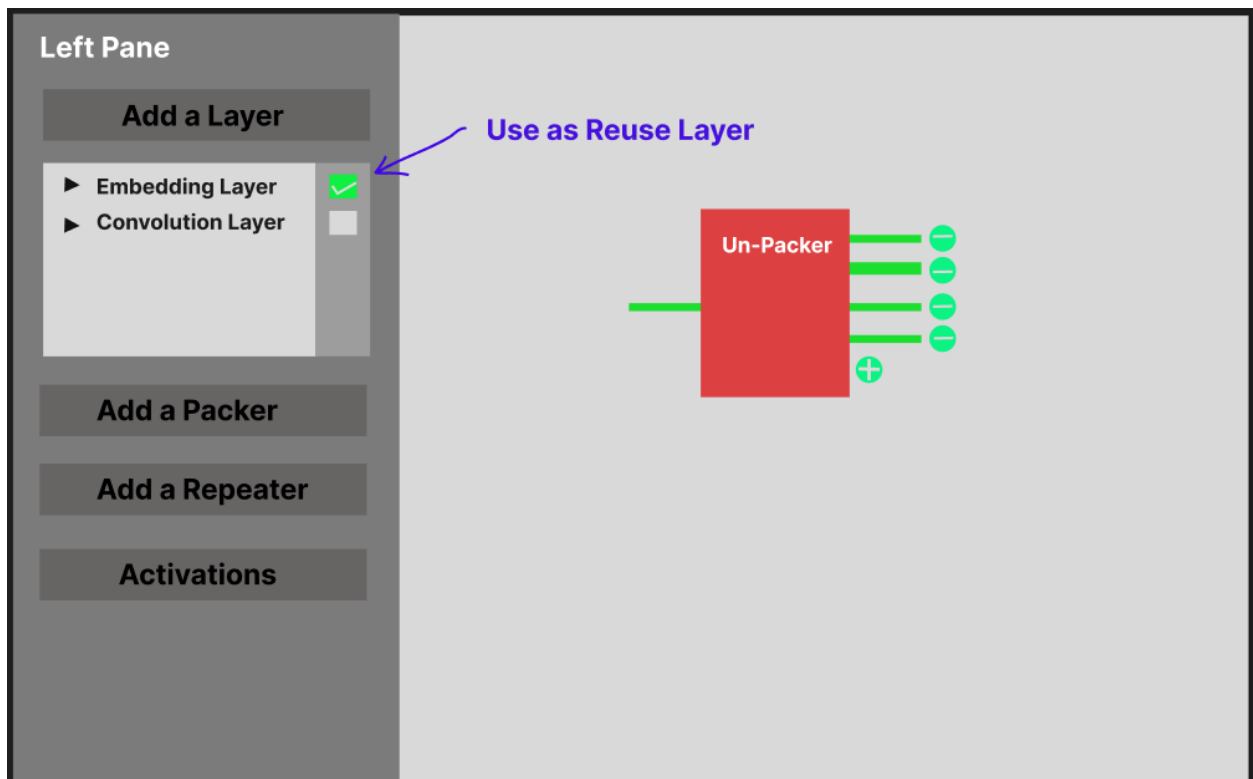 Left Pane
Add a Layer
Use as Reuse Layer
Embedding Layer
Convolution Layer
Un-Packer
Add a Packer
Add a Repeater
Activations